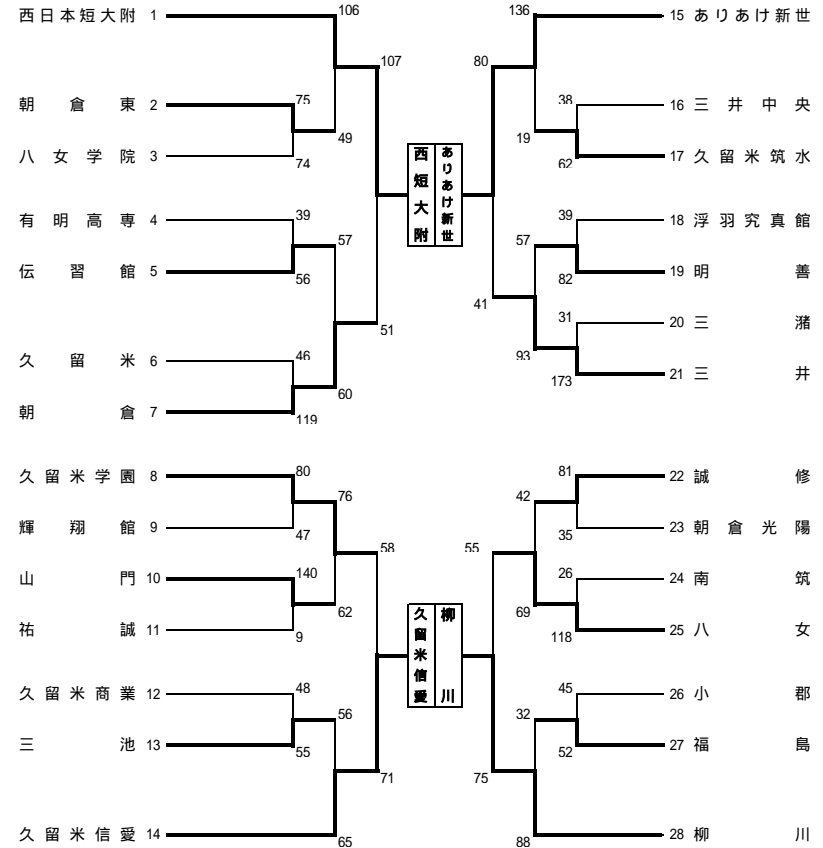 西日本短大附 1 106 136 15 ありあけ新世
107 80
朝倉東 2 75 38 16 三井中央
49 19
八女学院 3 74 62 17 久留米筑水
西短大附 ありあけ新世
有明高専 4 39 39 18 浮羽究真館
57 57
伝習館 5 56 82 19 明善
51 41
31 20 三潴
久留米 6 46 93
60 173 21 三井
朝倉 7 119
久留米学園 8 80 81 22 誠修
76 42
輝翔館 9 47 35 23 朝倉光陽
58 55
山門 10 140 26 24 南筑
62 69
祐誠 11 9 118 25 八女
久留米信愛 柳川
久留米商業 12 48 45 26 小郡
56 32
三池 13 55 52 27 福島
71 75
久留米信愛 14 65 88 28 柳川